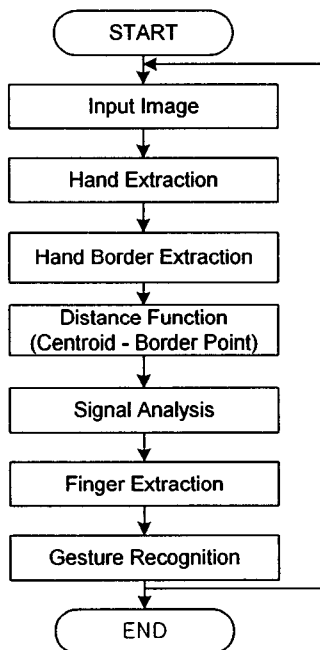 START
Input Image
Hand Extraction
Hand Border Extraction
Distance Function
(Centroid - Border Point)
Signal Analysis
Finger Extraction
Gesture Recognition
END